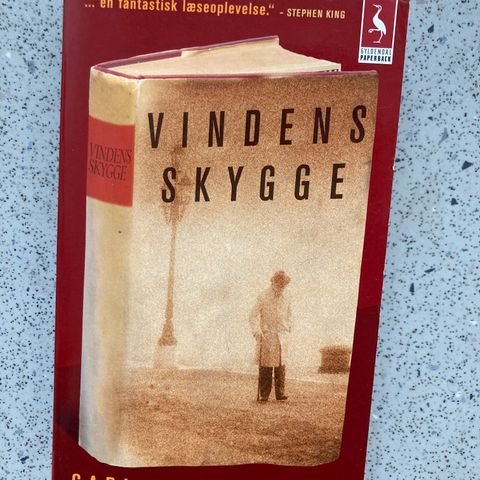 ... en fantastisk læseoplevelse." - STEPHEN KING
GYLDENDAL
PAPERBACK
VINDENS
SKYGGE
VINDENS
SKYGGE